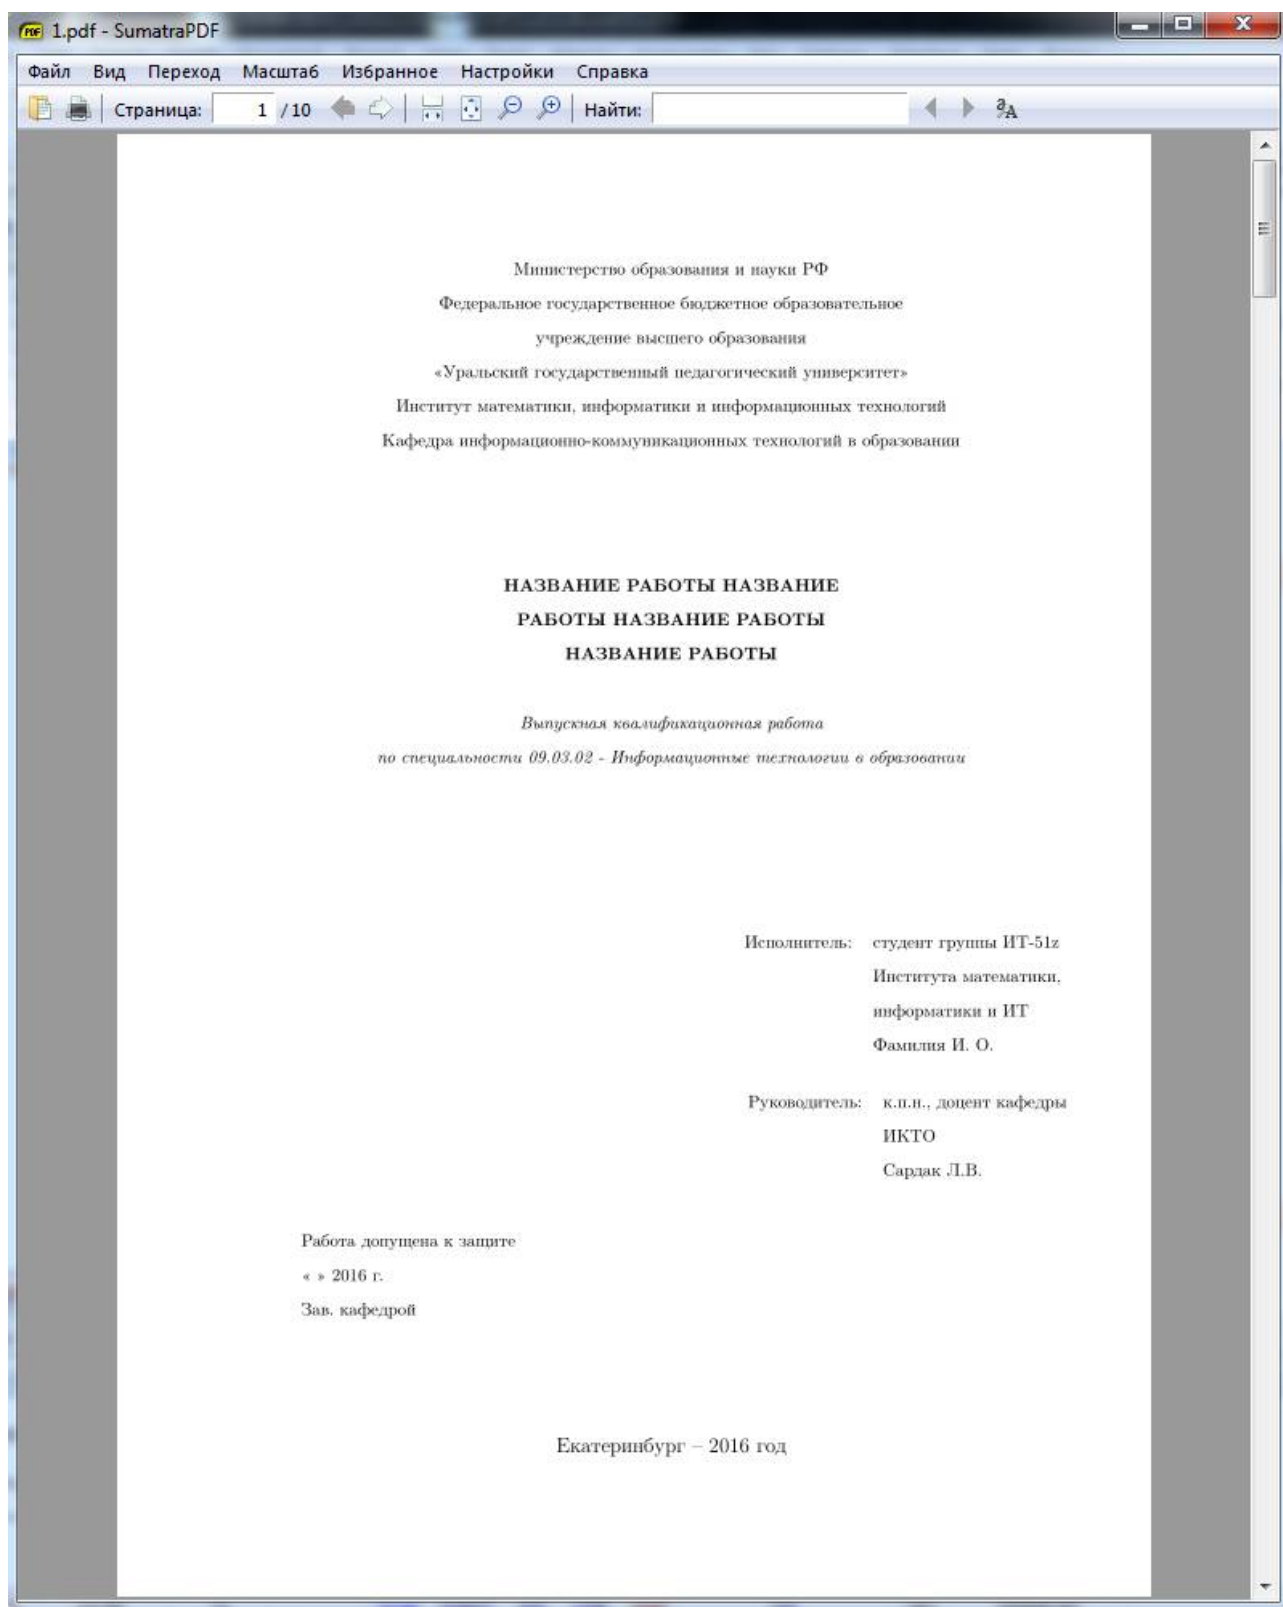 1.pdf - SumatraPDF
Файл Вид Переход Масштаб Избранное Настройки Справка
Страница: 1 / 10 Найти:
Министерство образования и науки РФ
Федеральное государственное бюджетное образовательное
учреждение высшего образования
«Уральский государственный педагогический университет»
Институт математики, информатики и информационных технологий
Кафедра информационно-коммуникационных технологий в образовании
НАЗВАНИЕ РАБОТЫ НАЗВАНИЕ
РАБОТЫ НАЗВАНИЕ РАБОТЫ
НАЗВАНИЕ РАБОТЫ
Выпускная квалификационная работа
по специальности 09.03.02 - Информационные технологии в образовании
Исполнитель: студент группы ИТ-51z
Института математики,
информатики и ИТ
Фамилия И. О.
Руководитель: к.п.н., доцент кафедры
ИКТО
Сардак Л.В.
Работа допущена к защите
« » 2016 г.
Зав. кафедрой
Екатеринбург – 2016 год